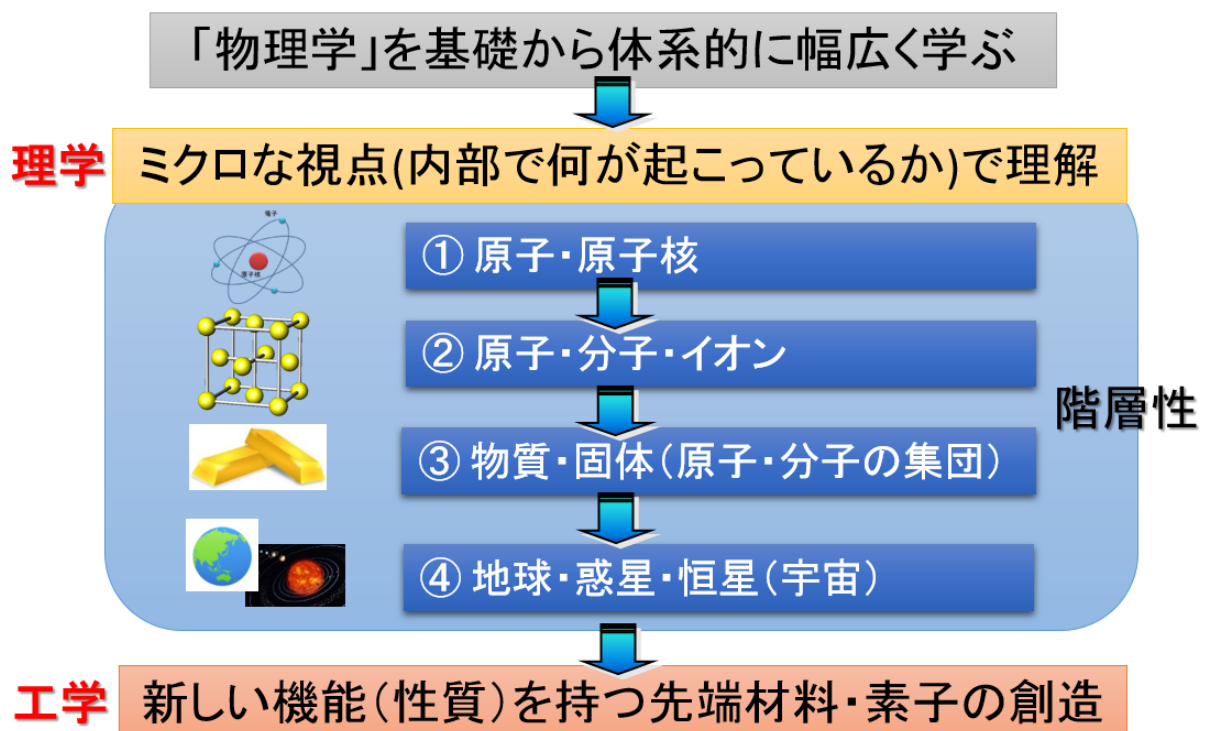 「物理学」を基礎から体系的に幅広く学ぶ
理学
ミクロな視点(内部で何が起こっているか)で理解
電子
原子核
① 原子・原子核
② 原子・分子・イオン
階層性
③ 物質・固体(原子・分子の集団)
④ 地球・惑星・恒星(宇宙)
工学
新しい機能(性質)を持つ先端材料・素子の創造